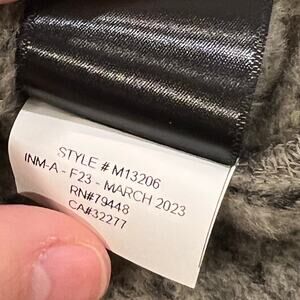 STYLE # M13206
INM-A - F23 - MARCH 2023
RN#79448
CA#32277